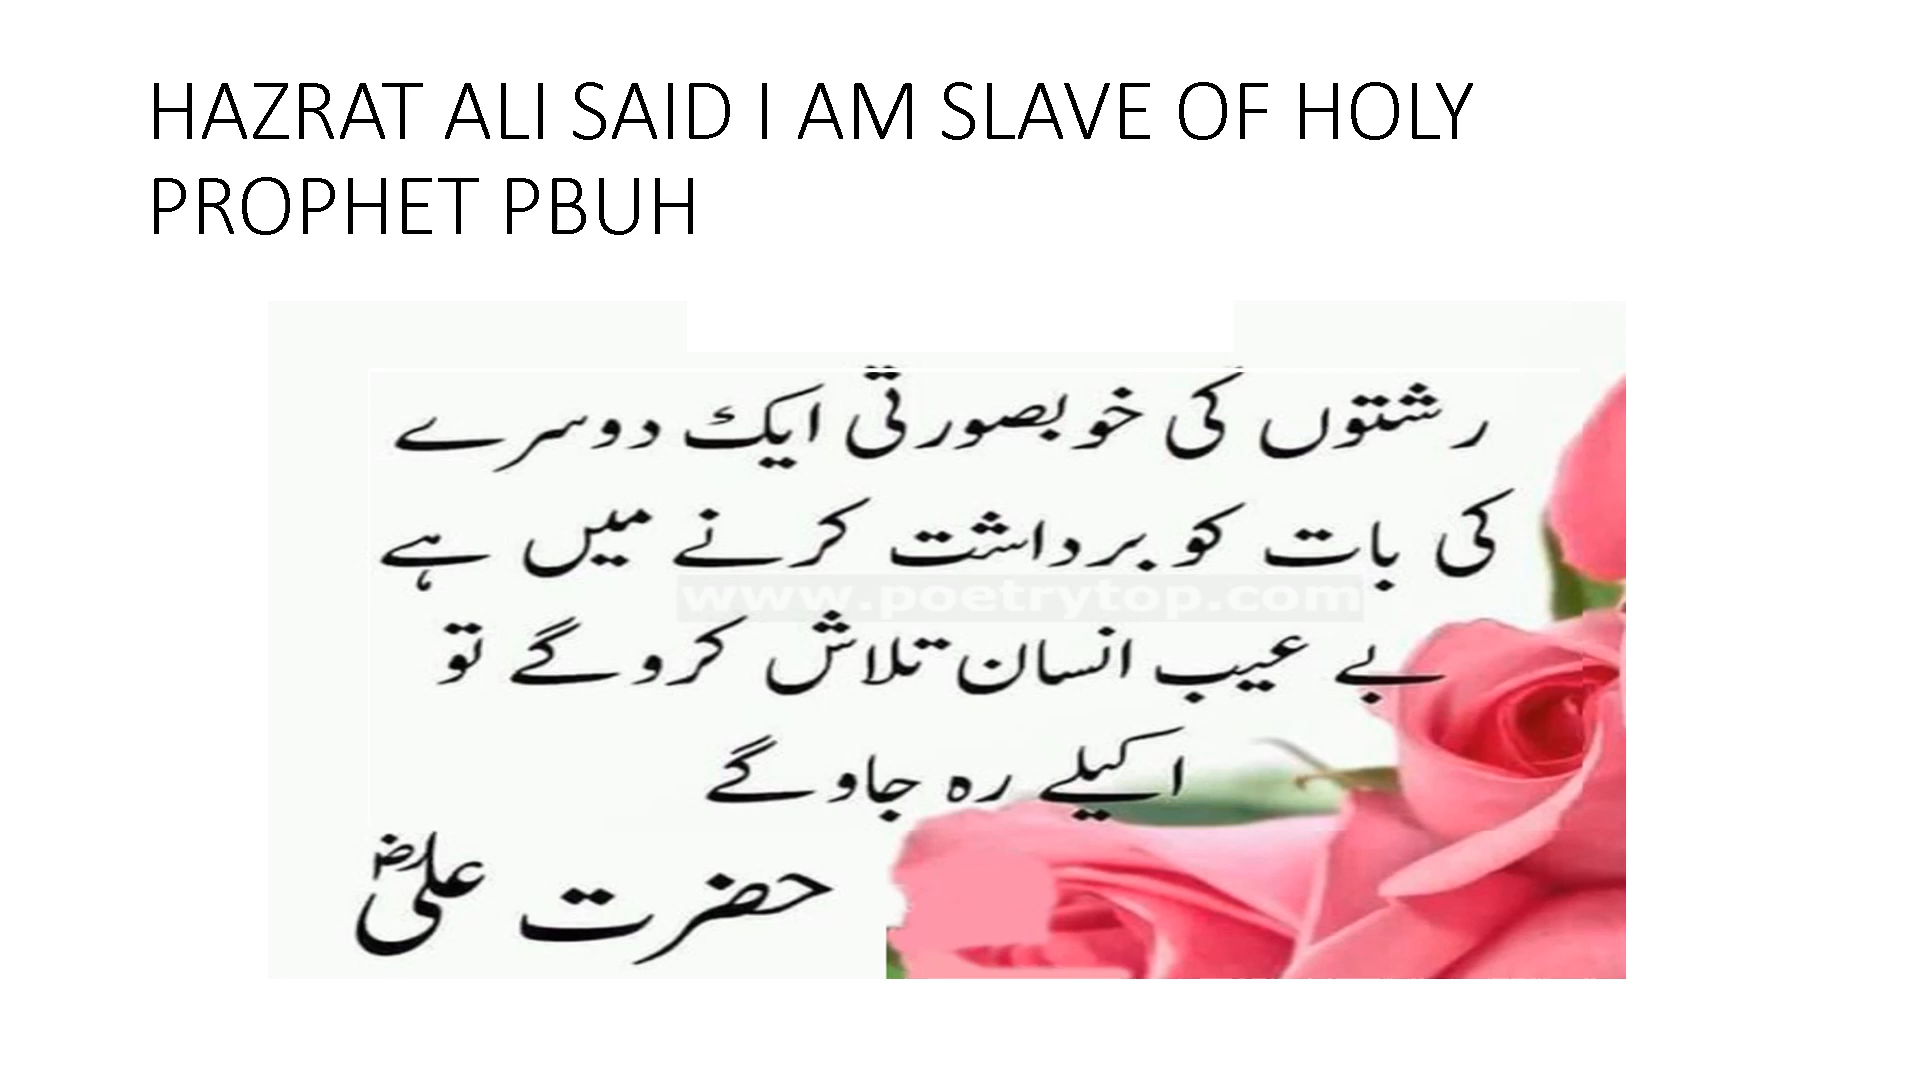 HAZRAT ALI SAID I AM SLAVE OF HOLY
PROPHET PBUH
رشتوں کی خوبصورتی ایک دوسرے
کی بات کو برداشت کرنے میں ہے
www.poetrytop.com
بے عیب انسان تلاش کروگے تو
اکیلے رہ جاوگے
حضرت علیؓ